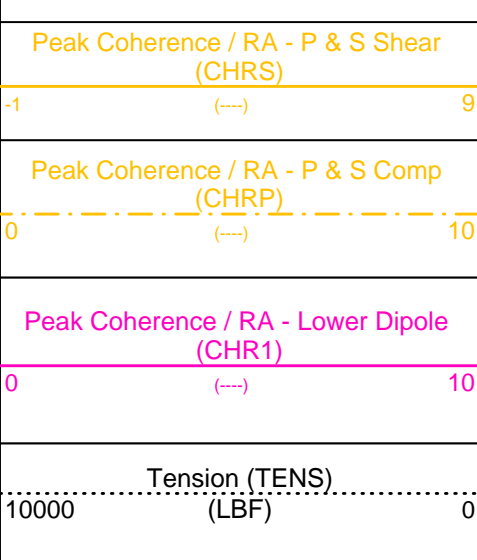 Peak Coherence / RA - P & S Shear
(CHRS)
-1 (----) 9
Peak Coherence / RA - P & S Comp
(CHRP)
0 (----) 10
Peak Coherence / RA - Lower Dipole
(CHR1)
0 (----) 10
Tension (TENS)
10000 (LBF) 0